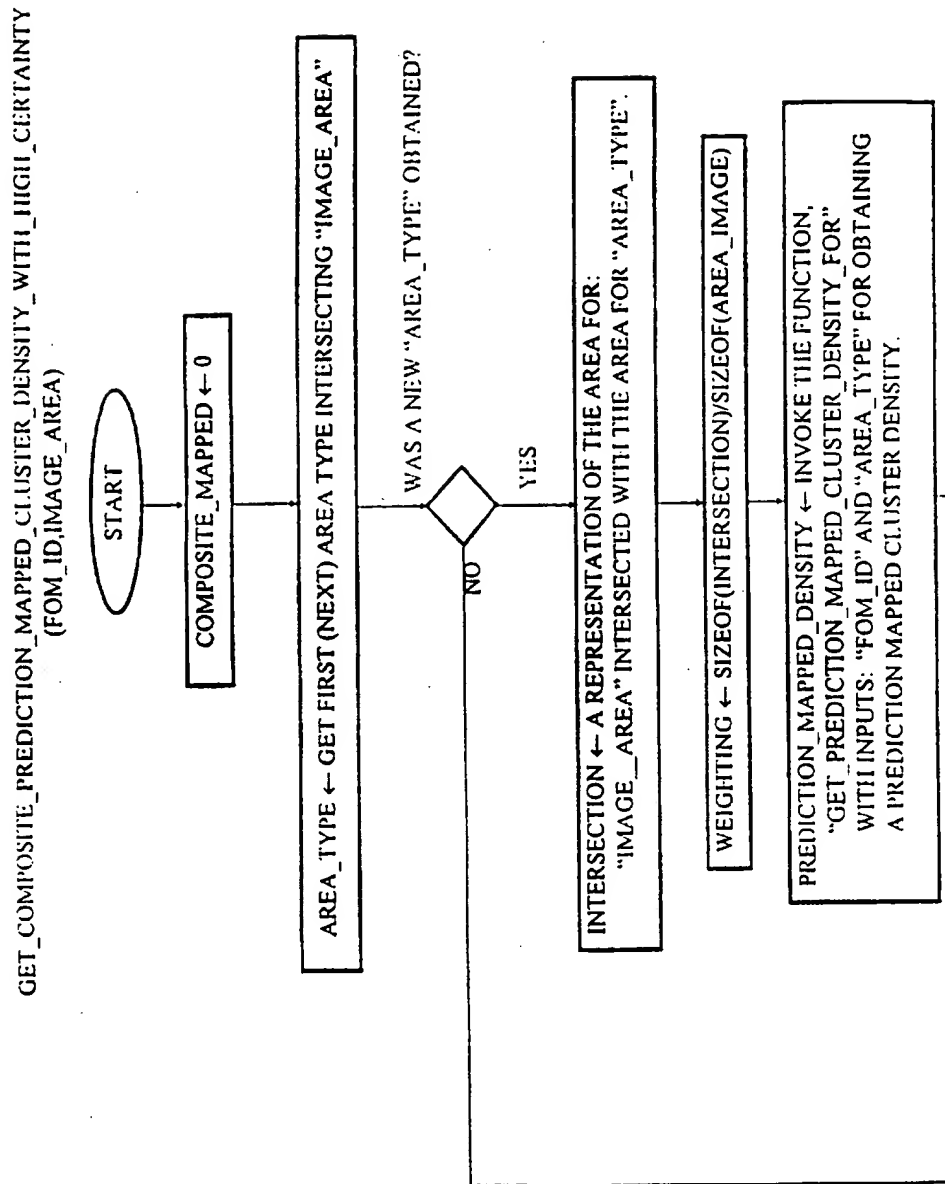 GET_COMPOSITE_PREDICTION_MAPPED_CLUSTER_DENSITY_WITH_HIGH_CERTAINTY
(FOM_ID,IMAGE_AREA)
START
COMPOSITE_MAPPED ← 0
AREA_TYPE ← GET FIRST (NEXT) AREA TYPE INTERSECTING “IMAGE_AREA”
WAS A NEW “AREA_TYPE” OBTAINED?
NO
YES
INTERSECTION ← A REPRESENTATION OF THE AREA FOR:
“IMAGE__AREA” INTERSECTED WITH THE AREA FOR “AREA_TYPE”.
WEIGHTING ← SIZEOF(INTERSECTION)/SIZEOF(AREA_IMAGE)
PREDICTION_MAPPED_DENSITY ← INVOKE THE FUNCTION,
“GET_PREDICTION_MAPPED_CLUSTER_DENSITY_FOR”
WITH INPUTS: “FOM_ID” AND “AREA_TYPE” FOR OBTAINING
A PREDICTION MAPPED CLUSTER DENSITY.